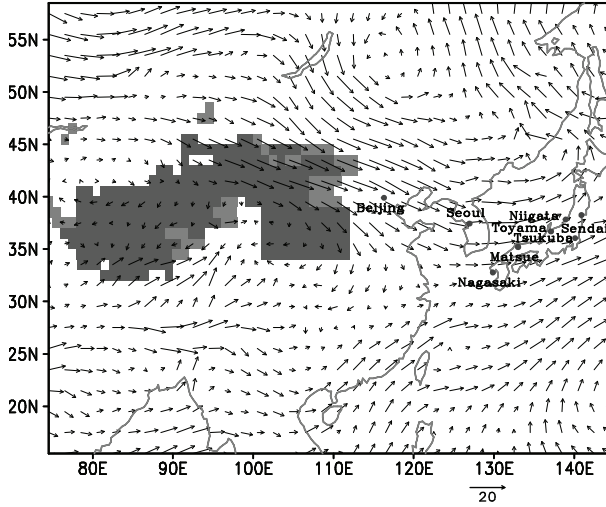 55N
50N
45N
40N
35N
30N
25N
20N
Beijing
Seoul
Niigata
Toyama
Sendai
Tsukuba
Matsue
Nagasaki
80E
90E
100E
110E
120E
130E
140E
20